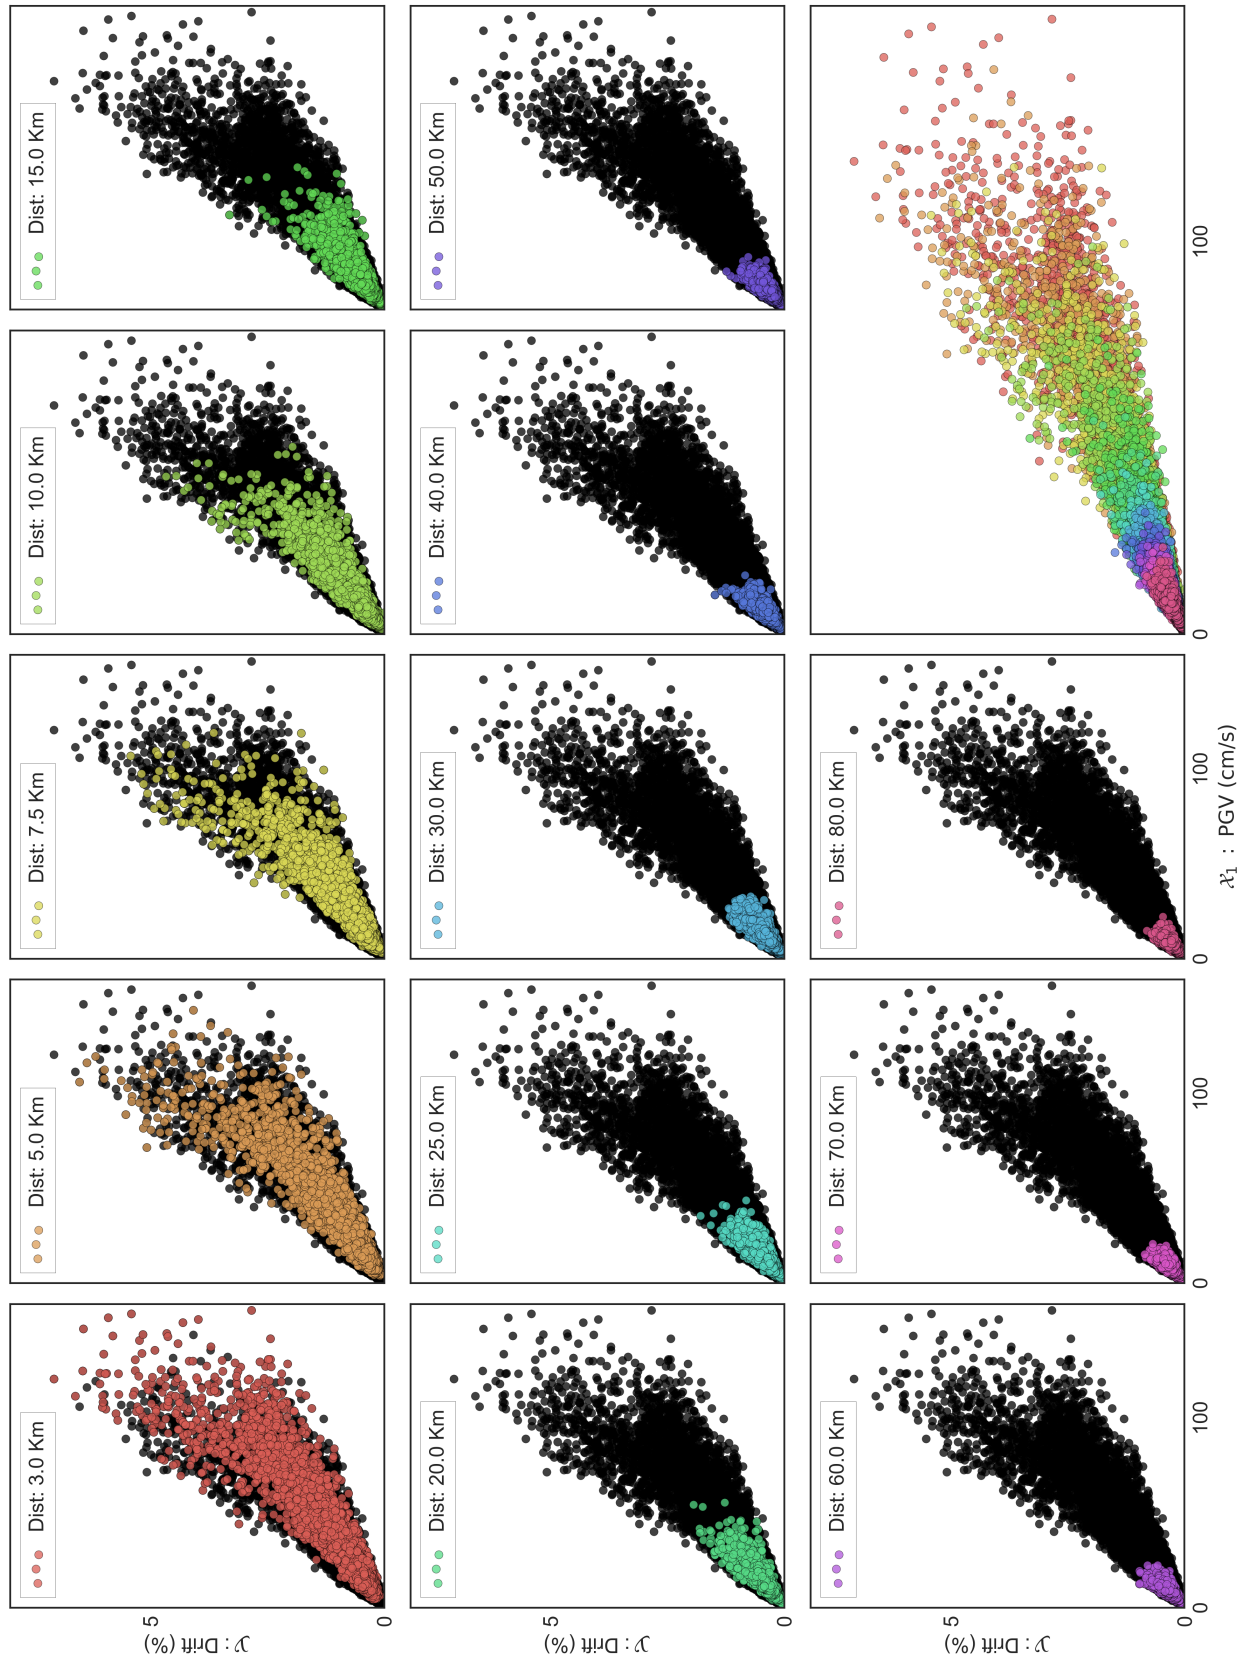 Dist: 3.0 Km
Dist: 5.0 Km
Dist: 7.5 Km
Dist: 10.0 Km
Dist: 15.0 Km
5
0
𝒴 : Drift (%)
Dist: 20.0 Km
Dist: 25.0 Km
Dist: 30.0 Km
Dist: 40.0 Km
Dist: 50.0 Km
5
0
𝒴 : Drift (%)
Dist: 60.0 Km
Dist: 70.0 Km
Dist: 80.0 Km
5
0
𝒴 : Drift (%)
0 100
0 100
0 100
0 100
𝓍₁ : PGV (cm/s)